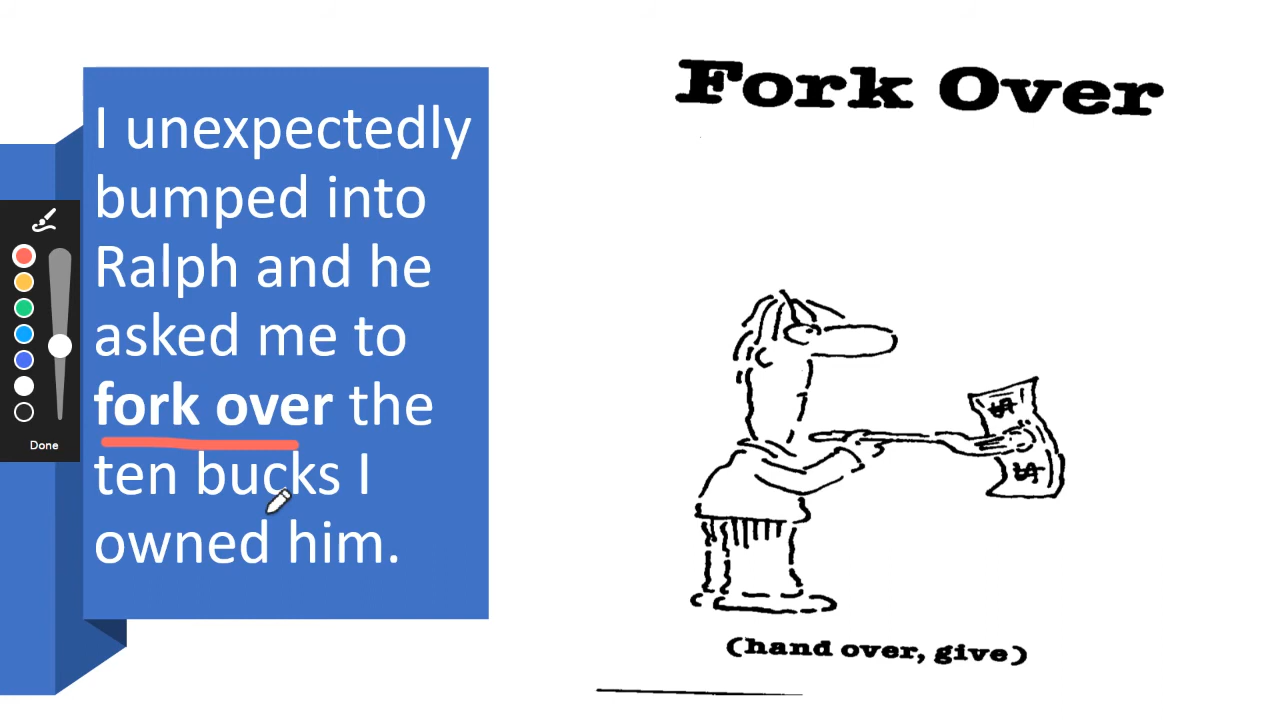 I unexpectedly
bumped into
Ralph and he
asked me to
fork over the
ten bucks I
owned him.
Done
Fork Over
$
$
(hand over, give)